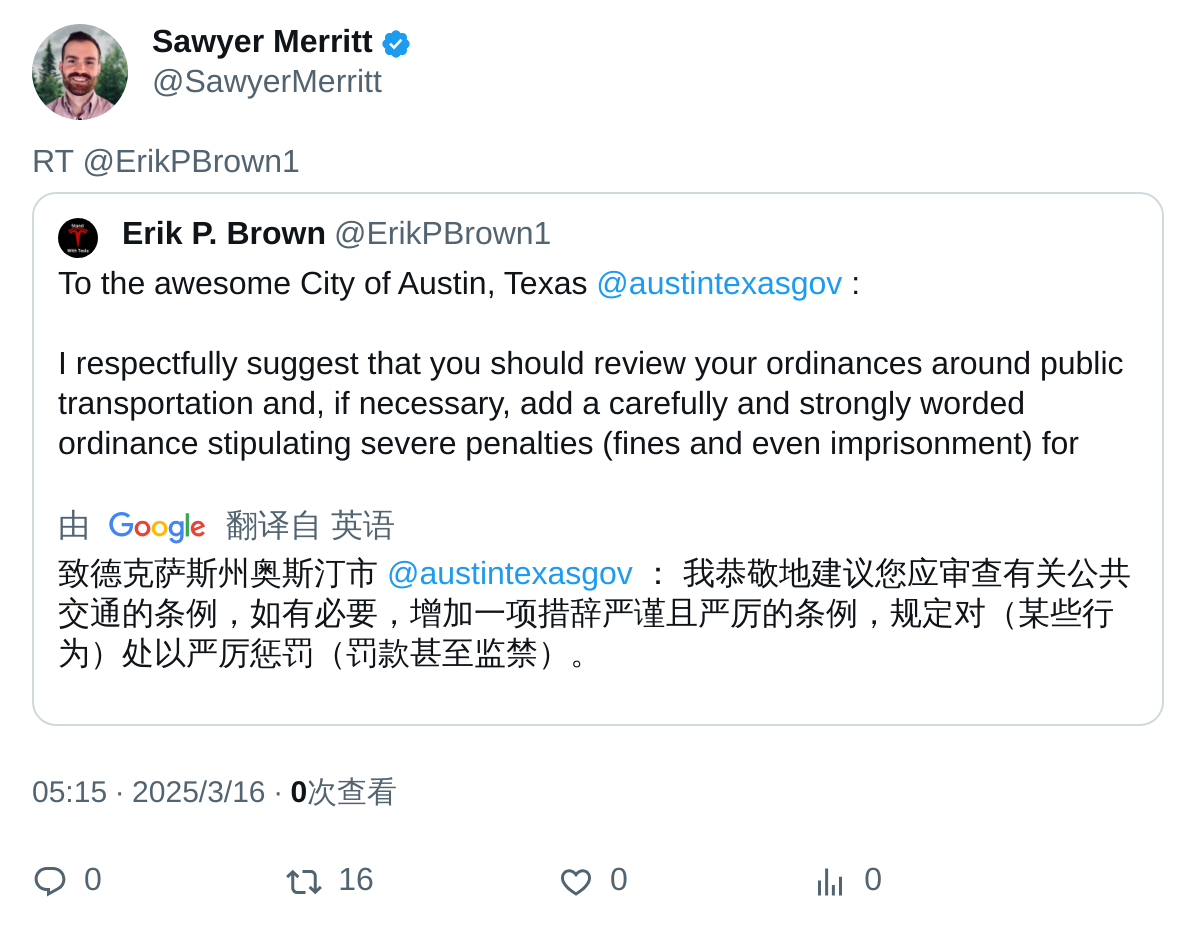 Sawyer Merritt
@SawyerMerritt
RT @ErikPBrown1
Erik P. Brown @ErikPBrown1
To the awesome City of Austin, Texas @austintexasgov :
I respectfully suggest that you should review your ordinances around public
transportation and, if necessary, add a carefully and strongly worded
ordinance stipulating severe penalties (fines and even imprisonment) for
由 Google 翻译自 英语
致德克萨斯州奥斯汀市 @austintexasgov ： 我恭敬地建议您应审查有关公共
交通的条例，如有必要，增加一项措辞严谨且严厉的条例，规定对（某些行
为）处以严厉惩罚（罚款甚至监禁）。
05:15 · 2025/3/16 · 0次查看
0 16 0 0